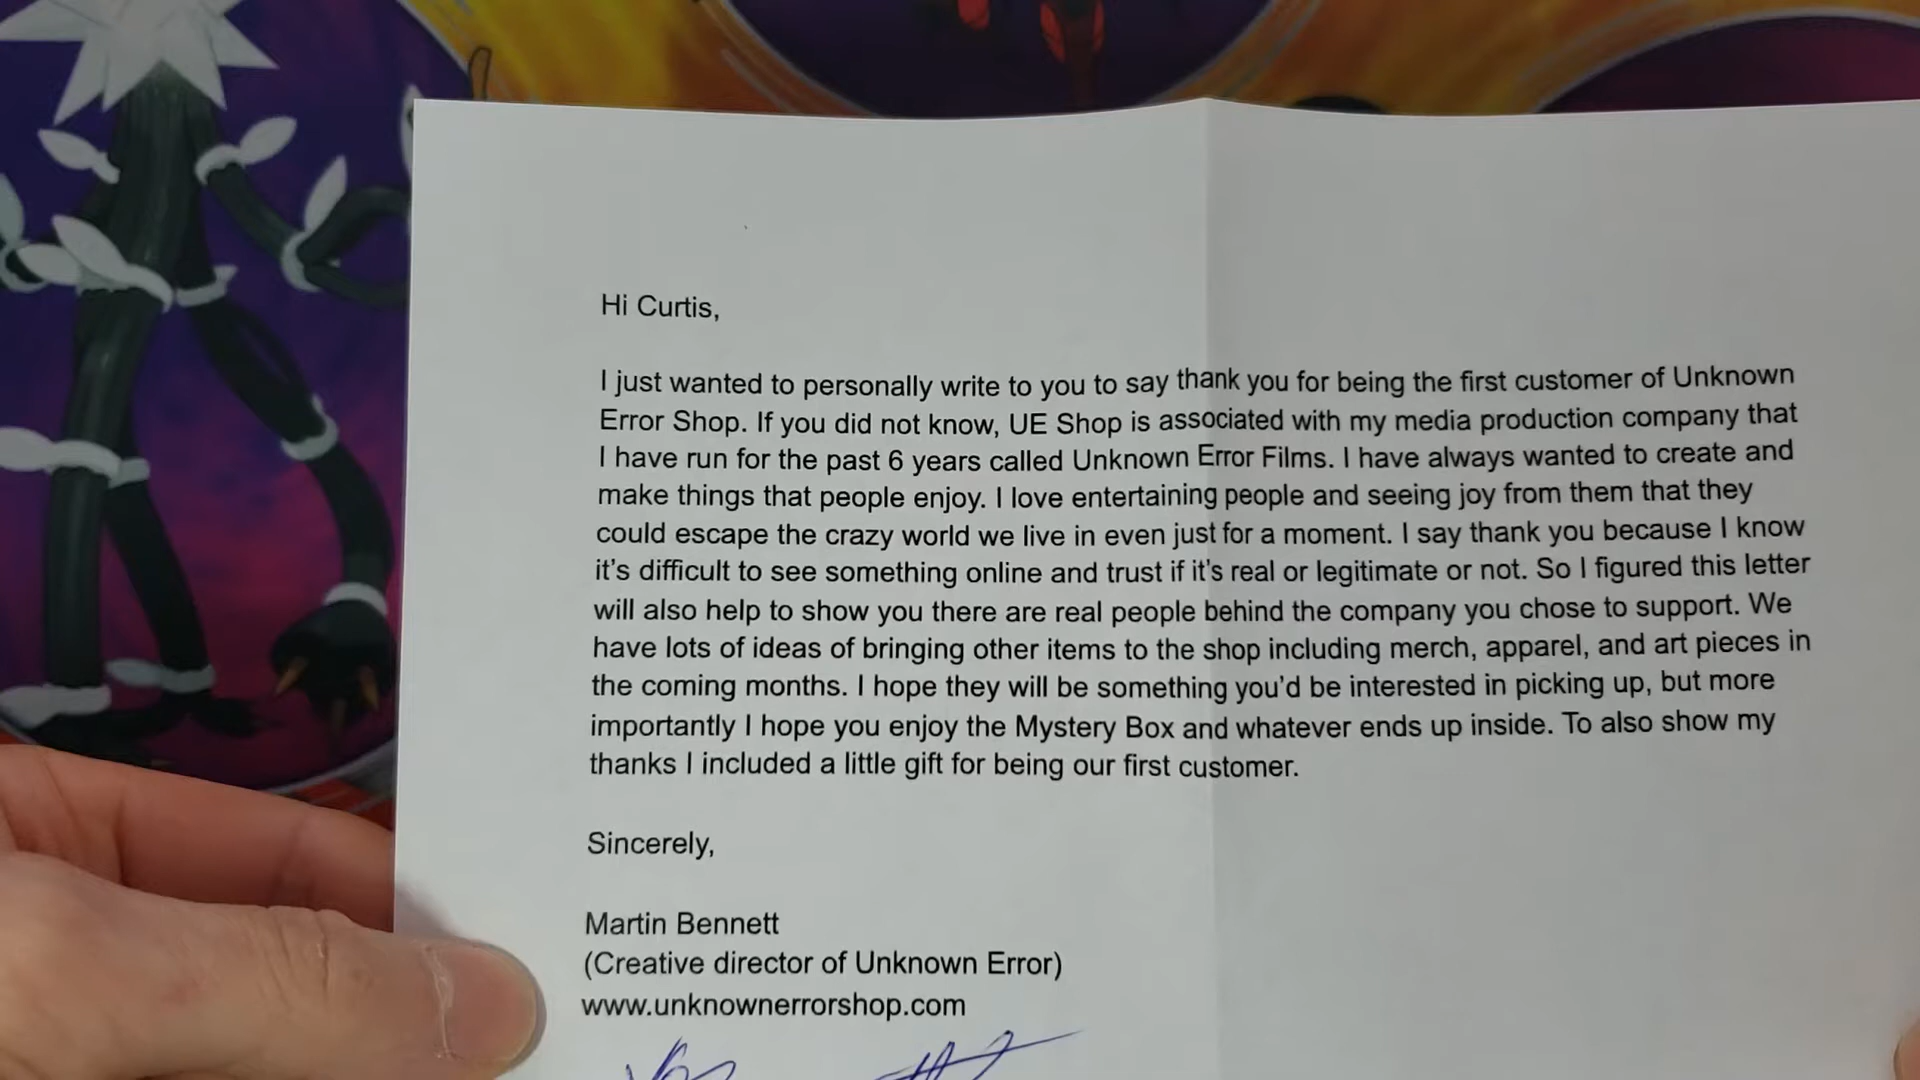 Hi Curtis,
I just wanted to personally write to you to say thank you for being the first customer of Unknown
Error Shop. If you did not know, UE Shop is associated with my media production company that
I have run for the past 6 years called Unknown Error Films. I have always wanted to create and
make things that people enjoy. I love entertaining people and seeing joy from them that they
could escape the crazy world we live in even just for a moment. I say thank you because I know
it's difficult to see something online and trust if it's real or legitimate or not. So I figured this letter
will also help to show you there are real people behind the company you chose to support. We
have lots of ideas of bringing other items to the shop including merch, apparel, and art pieces in
the coming months. I hope they will be something you'd be interested in picking up, but more
importantly I hope you enjoy the Mystery Box and whatever ends up inside. To also show my
thanks I included a little gift for being our first customer.
Sincerely,
Martin Bennett
(Creative director of Unknown Error)
www.unknownerrorshop.com